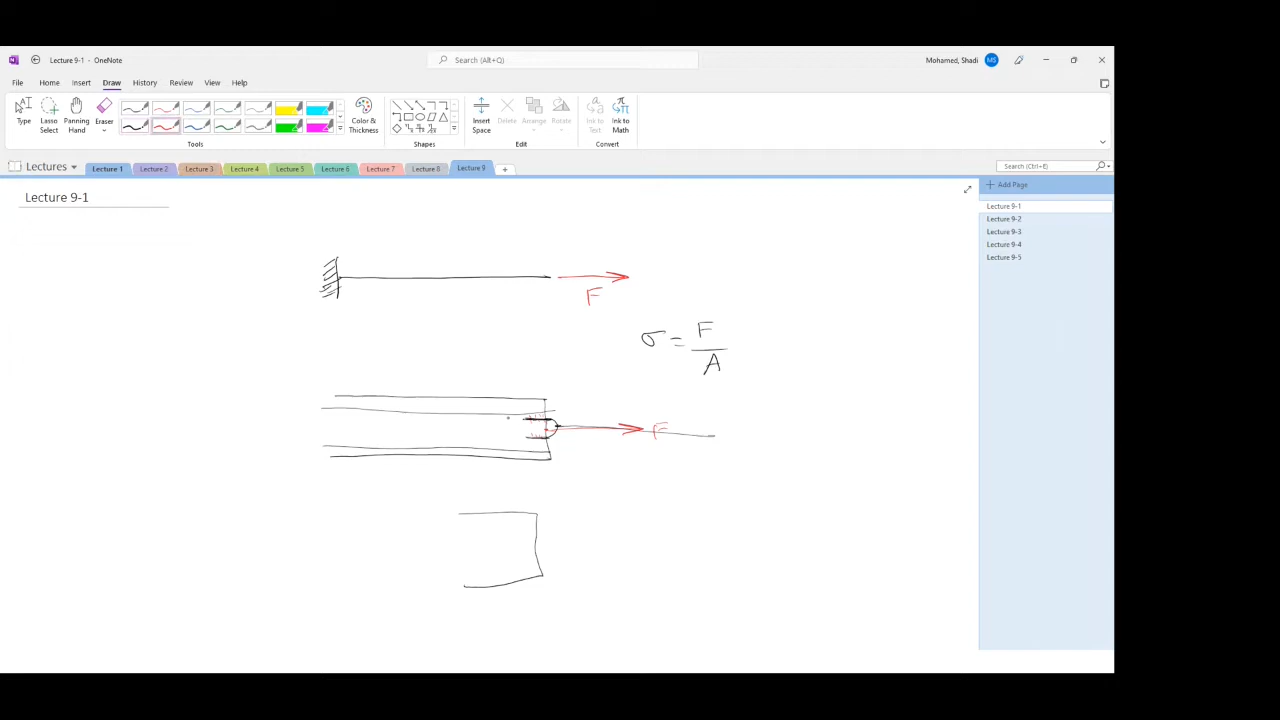 Lecture 9-1 - OneNote
Search (Alt+Q)
Mohamed, Shadi
MS
File Home Insert Draw History Review View Help
Type
Lasso Select
Panning Hand
Eraser
Color & Thickness
Insert Space
Delete
Arrange
Rotate
Ink to Text
Ink to Math
Tools
Shapes
Edit
Convert
Lectures
Lecture 1 Lecture 2 Lecture 3 Lecture 4 Lecture 5 Lecture 6 Lecture 7 Lecture 8 Lecture 9
Search (Ctrl+E)
Add Page
Lecture 9-1
Lecture 9-2
Lecture 9-3
Lecture 9-4
Lecture 9-5
Lecture 9-1
F
σ = F
A
F